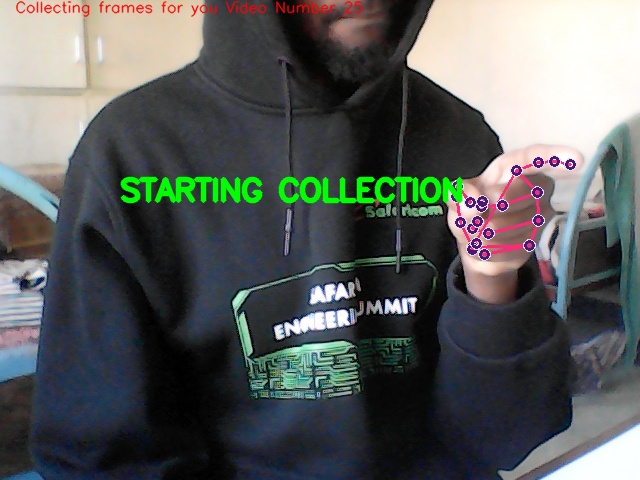 Collecting frames for you Video Number 25
STARTING COLLECTION
Safaricom
AFARI
ENGINEERI
UMMIT